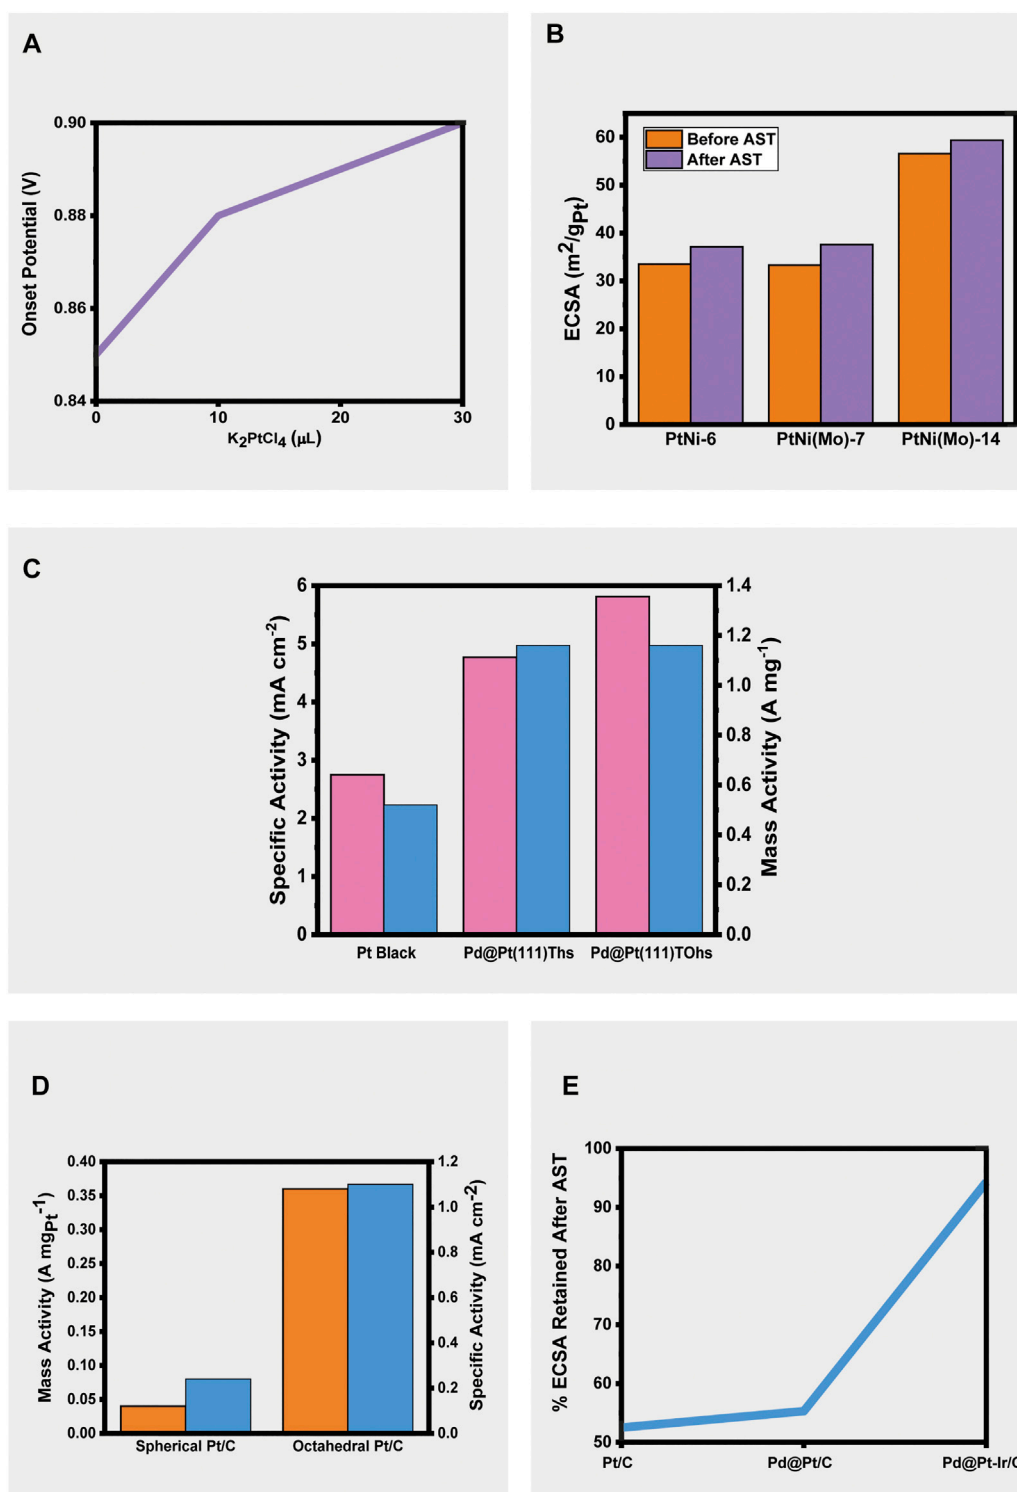 A
0.90
0.88
0.86
0.84
Onset Potential (V)
0 10 20 30
K2PtCl4 (μL)
B
Before AST
After AST
60
50
40
30
20
10
0
ECSA (m2/gPt)
PtNi-6 PtNi(Mo)-7 PtNi(Mo)-14
C
6
5
4
3
2
1
0
Specific Activity (mA cm-2)
1.4
1.2
1.0
0.8
0.6
0.4
0.2
0.0
Mass Activity (A mg-1)
Pt Black Pd@Pt(111)Ths Pd@Pt(111)TOhs
D
0.40
0.35
0.30
0.25
0.20
0.15
0.10
0.05
0.00
Mass Activity (A mgPt-1)
1.2
1.0
0.8
0.6
0.4
0.2
0.0
Specific Activity (mA cm-2)
Spherical Pt/C Octahedral Pt/C
E
100
90
80
70
60
50
% ECSA Retained After AST
Pt/C Pd@Pt/C Pd@Pt-Ir/C